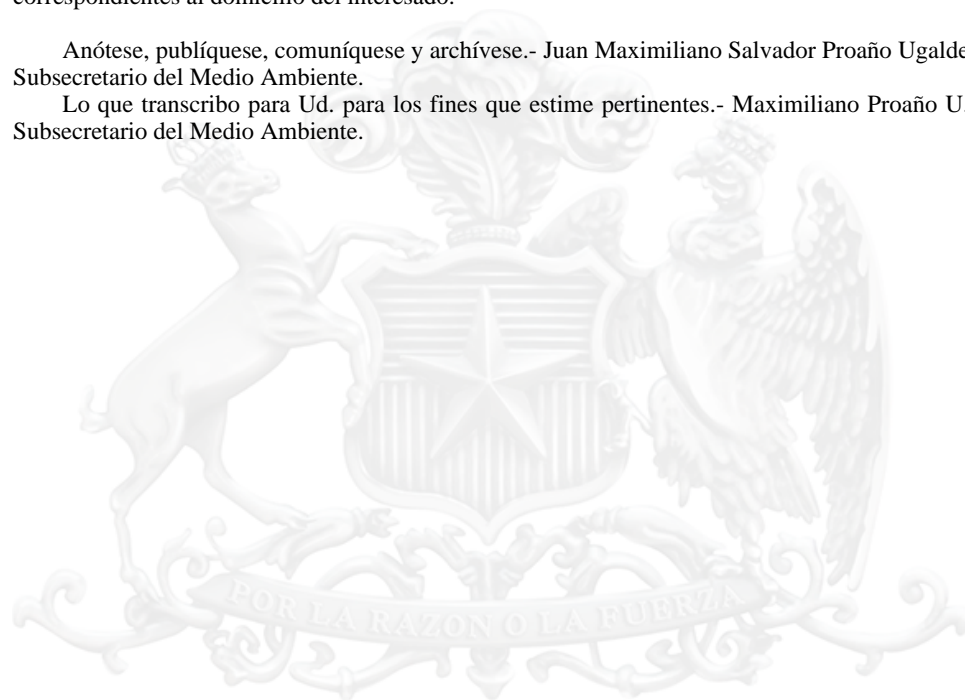 correspondientes al domicilio del interesado.
Anótese, publíquese, comuníquese y archívese.- Juan Maximiliano Salvador Proaño Ugalde
Subsecretario del Medio Ambiente.
Lo que transcribo para Ud. para los fines que estime pertinentes.- Maximiliano Proaño U.
Subsecretario del Medio Ambiente.
POR LA RAZON O LA FUERZA